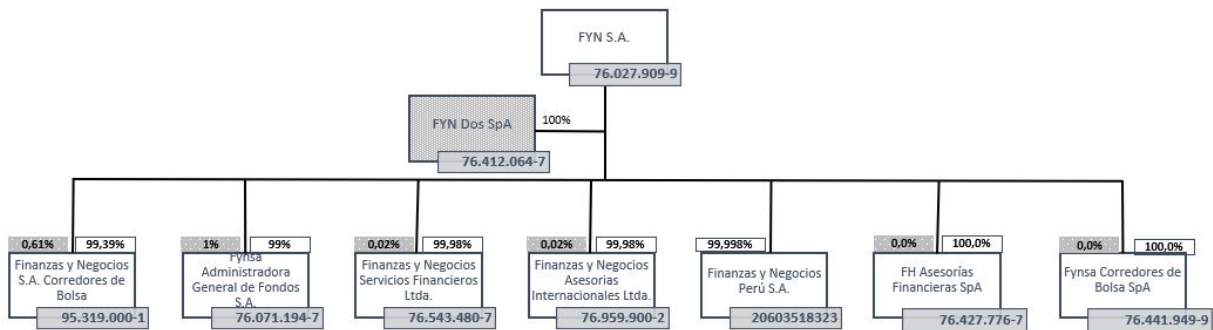 FYN S.A.
76.027.909-9
FYN Dos SpA
100%
76.412.064-7
0,61% 99,39%
Finanzas y Negocios
S.A. Corredores de
Bolsa
95.319.000-1
1% 99%
Fynsa
Administradora
General de Fondos
S.A.
76.071.194-7
0,02% 99,98%
Finanzas y Negocios
Servicios Financieros
Ltda.
76.543.480-7
0,02% 99,98%
Finanzas y Negocios
Asesorias
Internacionales Ltda.
76.959.900-2
99,998%
Finanzas y Negocios
Perú S.A.
20603518323
0,0% 100,0%
FH Asesorías
Financieras SpA
76.427.776-7
0,0% 100,0%
Fynsa Corredores de
Bolsa SpA
76.441.949-9